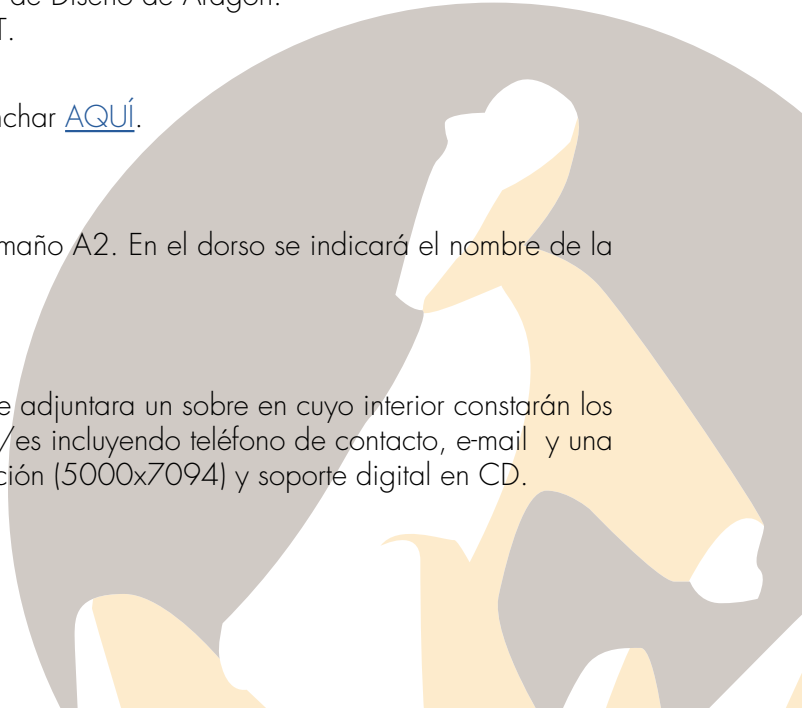 de Diseño de Aragón.
T.
char AQUÍ.
maño A2. En el dorso se indicará el nombre de la
e adjuntara un sobre en cuyo interior constarán los
/es incluyendo teléfono de contacto, e-mail y una
ción (5000x7094) y soporte digital en CD.